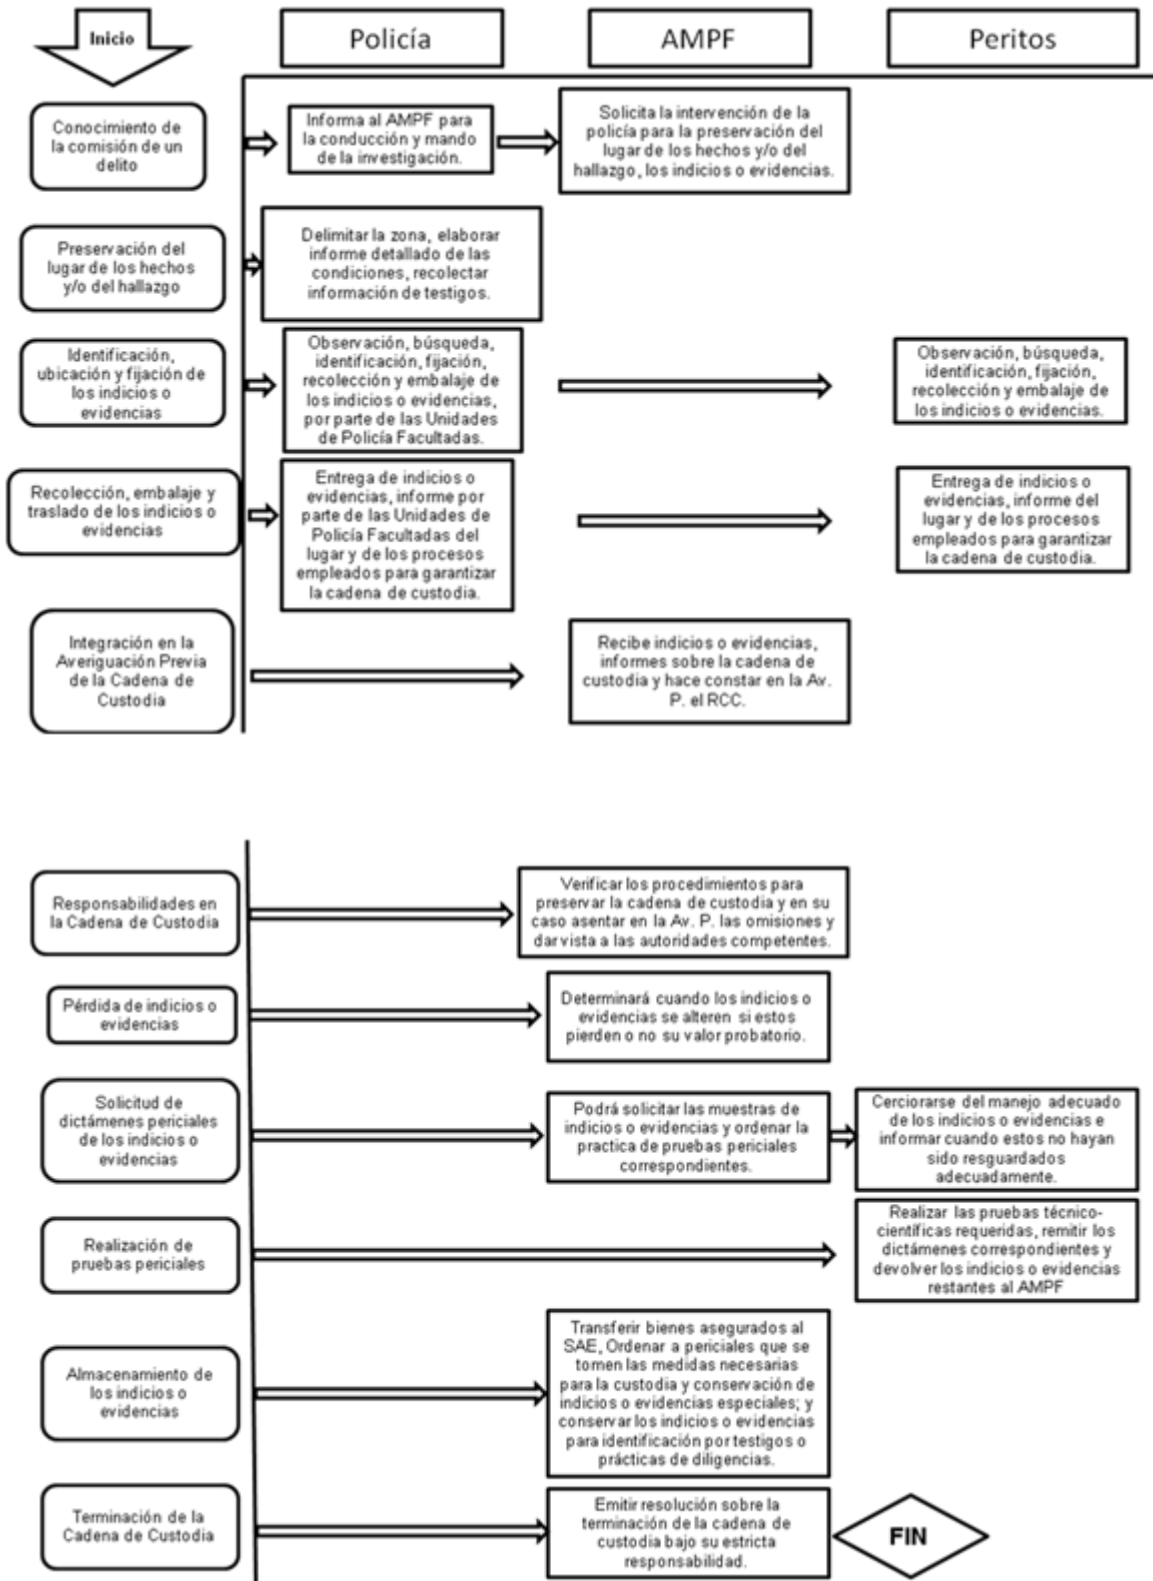 Inicio
Policía
AMPF
Peritos
Conocimiento de
la comisión de un
delito
Informa al AMPF para
la conducción y mando
de la investigación.
Solicita la intervención de la
policía para la preservación del
lugar de los hechos y/o del
hallazgo, los indicios o evidencias.
Preservación del
lugar de los hechos
y/o del hallazgo
Delimitar la zona, elaborar
informe detallado de las
condiciones, recolectar
información de testigos.
Identificación,
ubicación y fijación de
los indicios o
evidencias
Observación, búsqueda,
identificación, fijación,
recolección y embalaje de
los indicios o evidencias,
por parte de las Unidades
de Policía Facultadas.
Observación, búsqueda,
identificación, fijación,
recolección y embalaje de
los indicios o evidencias.
Recolección, embalaje y
traslado de los indicios o
evidencias
Entrega de indicios o
evidencias, informe por
parte de las Unidades de
Policía Facultadas del
lugar y de los procesos
empleados para garantizar
la cadena de custodia.
Entrega de indicios o
evidencias, informe del
lugar y de los procesos
empleados para garantizar
la cadena de custodia.
Integración en la
Averiguación Previa
de la Cadena de
Custodia
Recibe indicios o evidencias,
informes sobre la cadena de
custodia y hace constar en la Av.
P. el RCC.
Responsabilidades en
la Cadena de Custodia
Verificar los procedimientos para
preservar la cadena de custodia y en su
caso asentar en la Av. P. las omisiones y
dar vista a las autoridades competentes.
Pérdida de indicios o
evidencias
Determinará cuando los indicios o
evidencias se alteren si estos
pierden o no su valor probatorio.
Solicitud de
dictámenes periciales
de los indicios o
evidencias
Podrá solicitar las muestras de
indicios o evidencias y ordenar la
practica de pruebas periciales
correspondientes.
Cerciorarse del manejo adecuado
de los indicios o evidencias e
informar cuando estos no hayan
sido resguardados
adecuadamente.
Realización de
pruebas periciales
Realizar las pruebas técnico-
científicas requeridas, remitir los
dictámenes correspondientes y
devolver los indicios o evidencias
restantes al AMPF
Almacenamiento de
los indicios o
evidencias
Transferir bienes asegurados al
SAE, Ordenar a periciales que se
tomen las medidas necesarias
para la custodia y conservación de
indicios o evidencias especiales; y
conservar los indicios o evidencias
para identificación por testigos o
prácticas de diligencias.
Terminación de la
Cadena de Custodia
Emitir resolución sobre la
terminación de la cadena de
custodia bajo su estricta
responsabilidad.
FIN